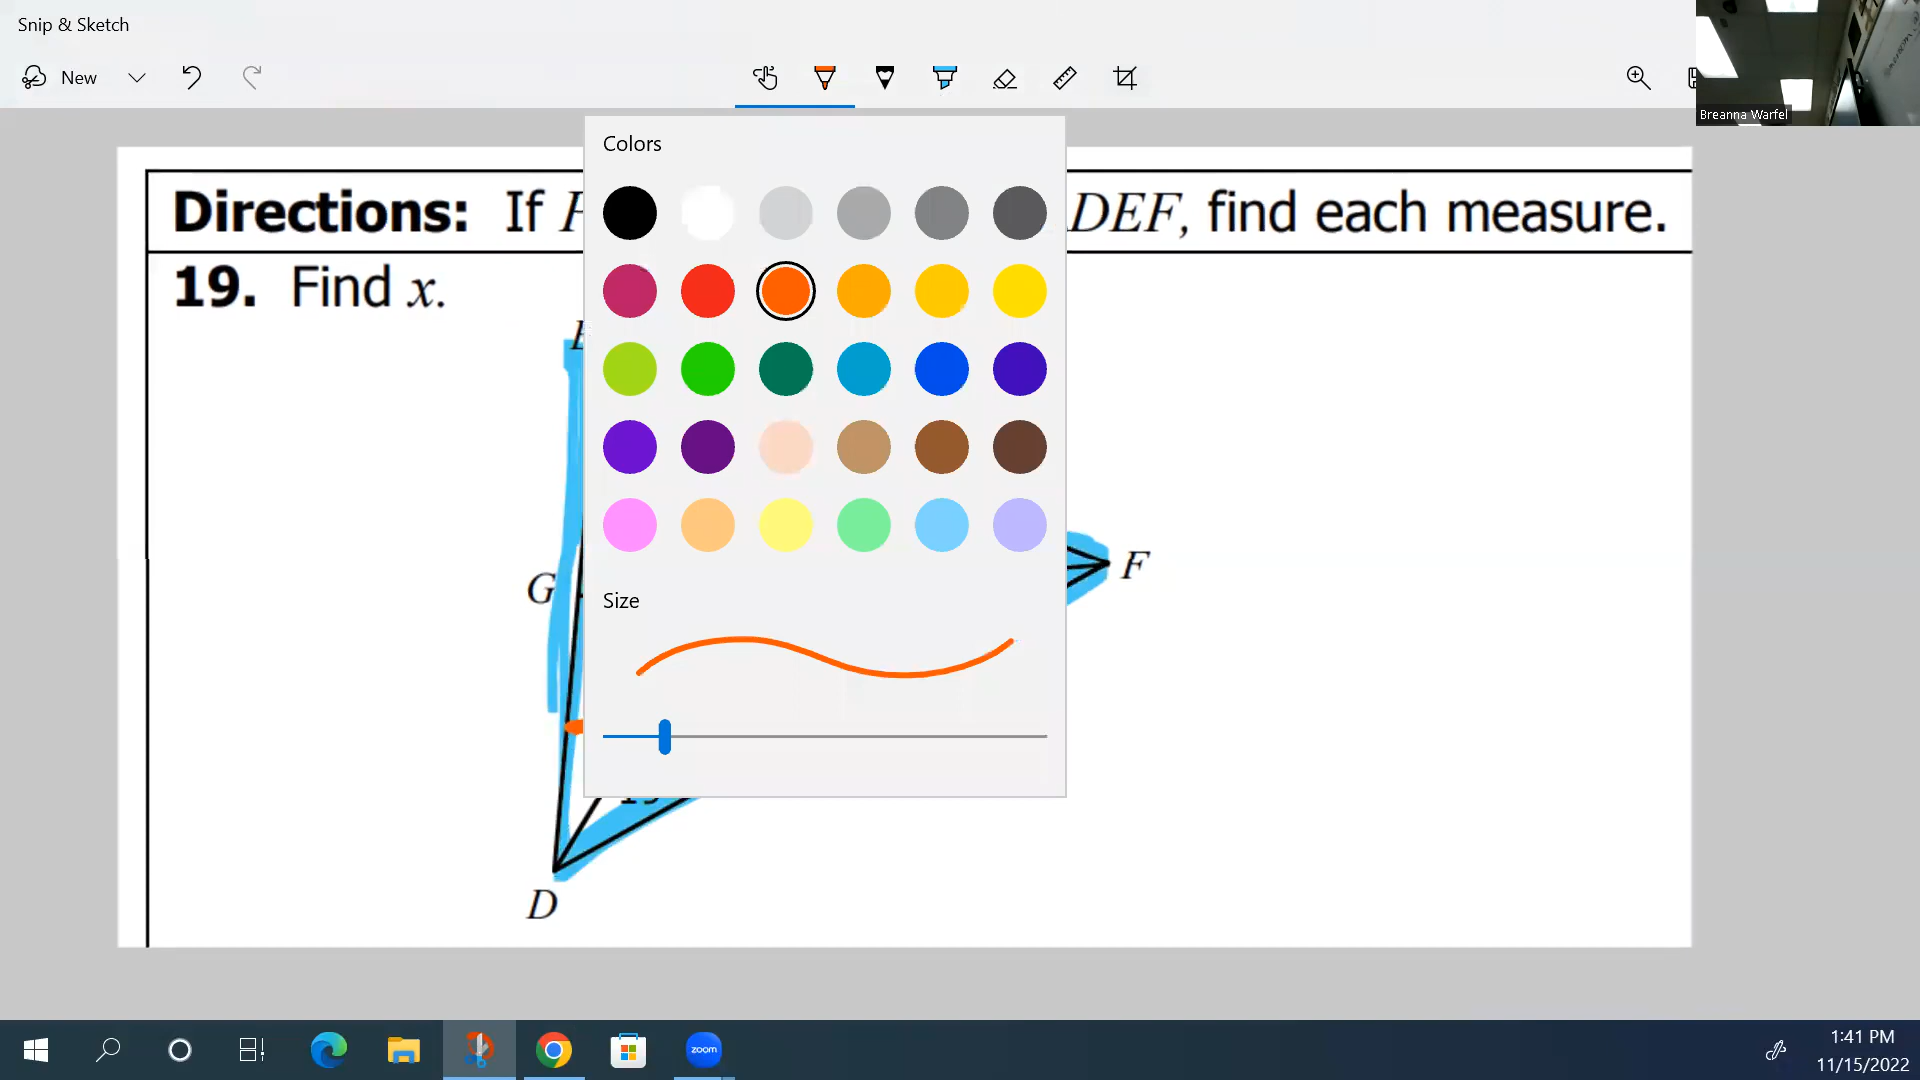 Snip & Sketch
New
Breanna Warfel
Colors
Directions: If DEF, find each measure.
19. Find x.
G
F
Size
D
zoom
1:41 PM
11/15/2022